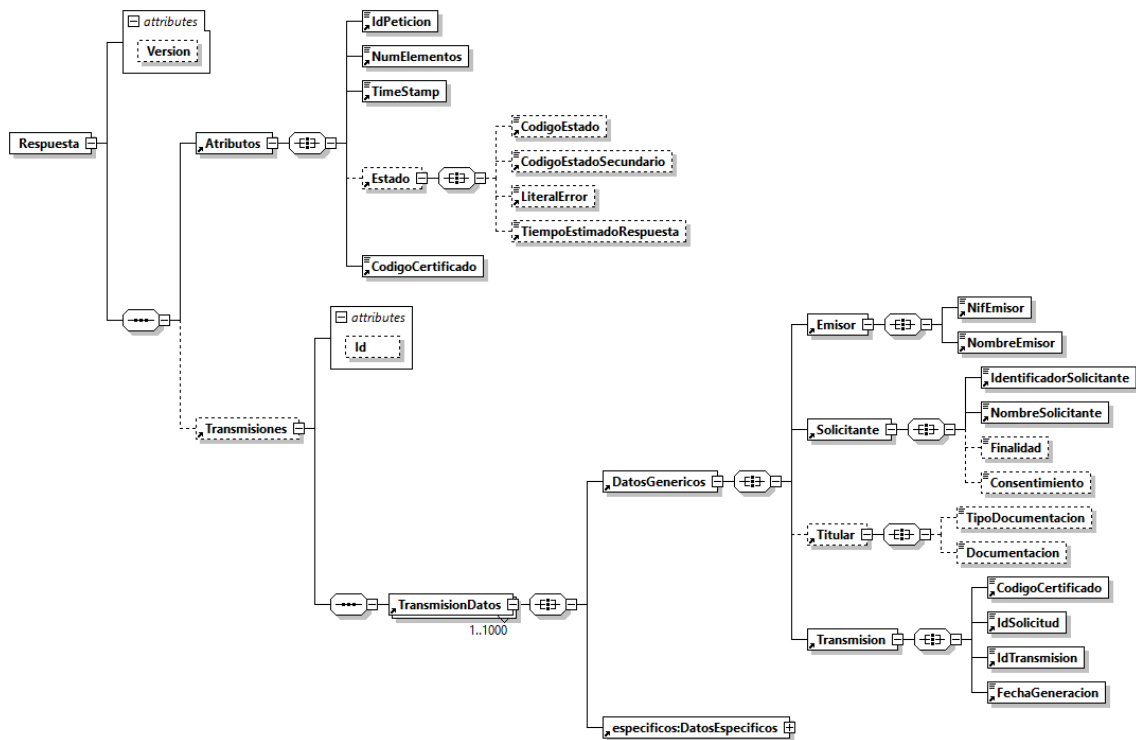 attributes
Version
Respuesta
Atributos
IdPeticion
NumElementos
TimeStamp
Estado
CodigoEstado
CodigoEstadoSecundario
LiteralError
TiempoEstimadoRespuesta
CodigoCertificado
attributes
Id
Transmisiones
TransmisionDatos
1..1000
DatosGenericos
Emisor
NifEmisor
NombreEmisor
Solicitante
IdentificadorSolicitante
NombreSolicitante
Finalidad
Consentimiento
Titular
TipoDocumentacion
Documentacion
Transmision
CodigoCertificado
IdSolicitud
IdTransmision
FechaGeneracion
especificos:DatosEspecificos